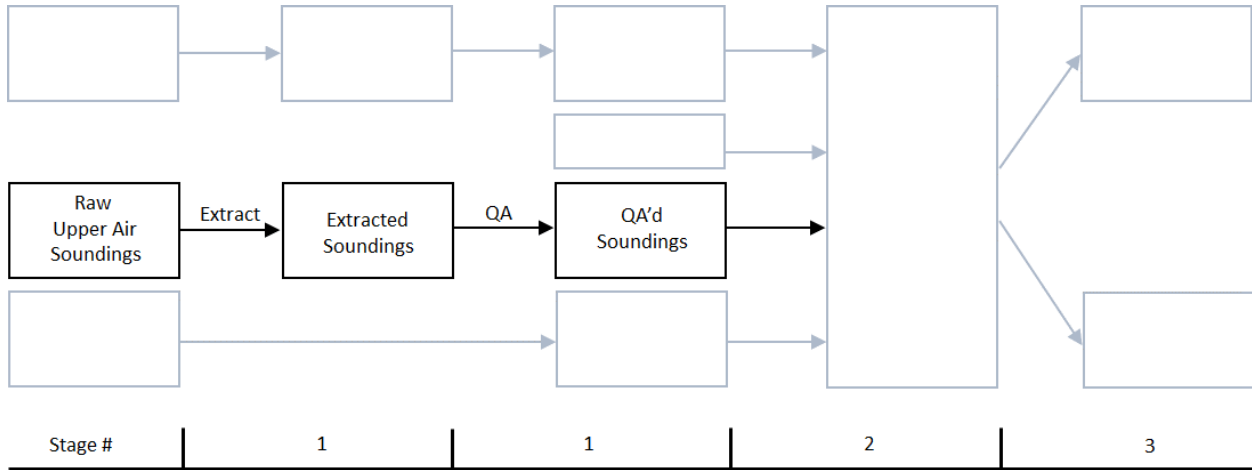 Raw
Upper Air
Soundings
Extract
Extracted
Soundings
QA
QA'd
Soundings
Stage #
1
1
2
3